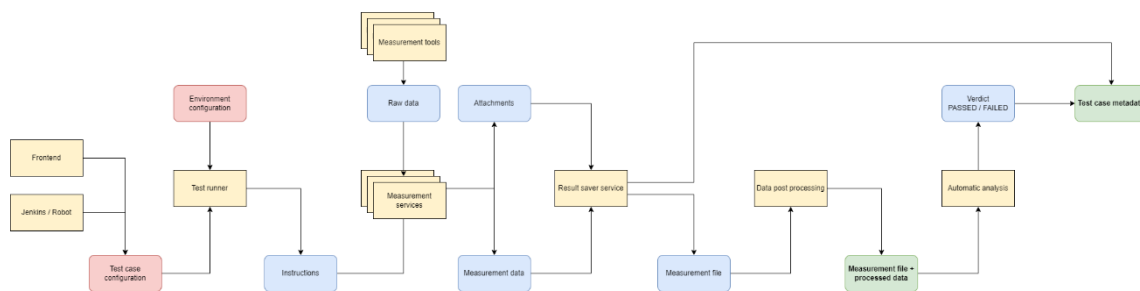 Measurement tools
Environment
configuration
Raw data
Attachments
Verdict
PASSED / FAILED
Test case metadata
Frontend
Test runner
Measurement
services
Result saver service
Data post processing
Automatic analysis
Jenkins / Robot
Test case
configuration
Instructions
Measurement data
Measurement file
Measurement file +
processed data